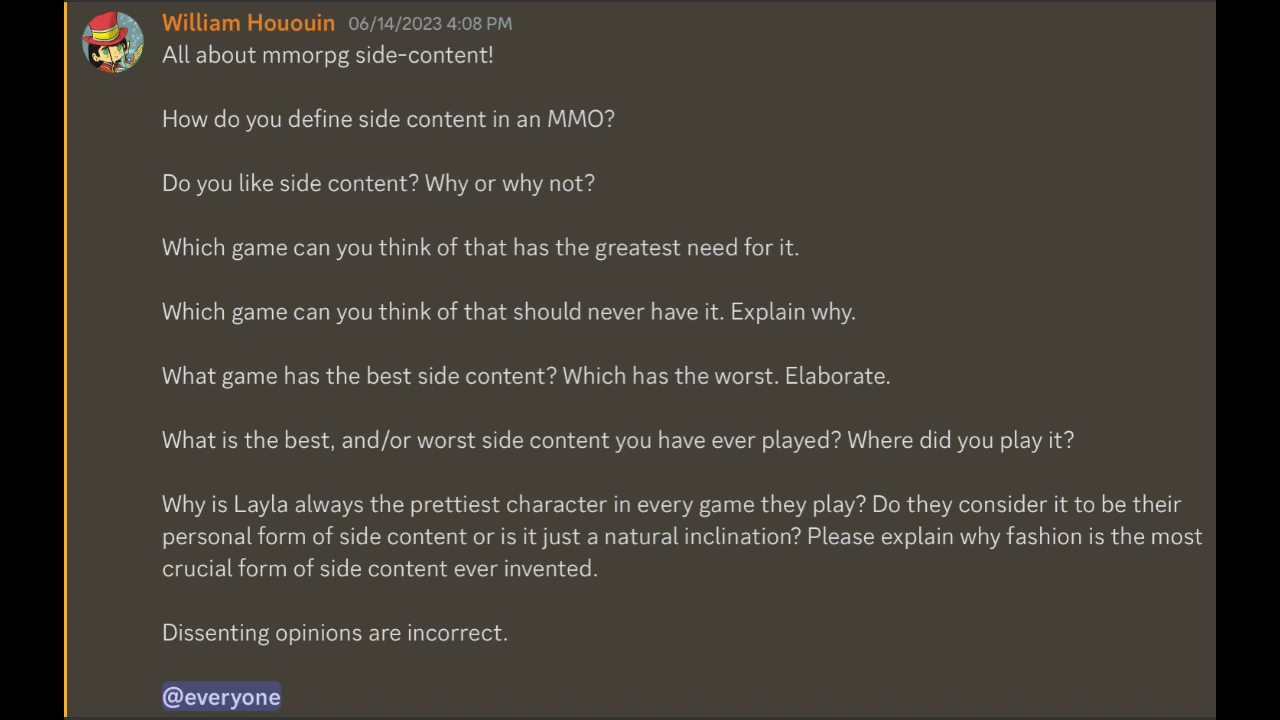 William Hououin 06/14/2023 4:08 PM
All about mmorpg side-content!
How do you define side content in an MMO?
Do you like side content? Why or why not?
Which game can you think of that has the greatest need for it.
Which game can you think of that should never have it. Explain why.
What game has the best side content? Which has the worst. Elaborate.
What is the best, and/or worst side content you have ever played? Where did you play it?
Why is Layla always the prettiest character in every game they play? Do they consider it to be their
personal form of side content or is it just a natural inclination? Please explain why fashion is the most
crucial form of side content ever invented.
Dissenting opinions are incorrect.
@everyone